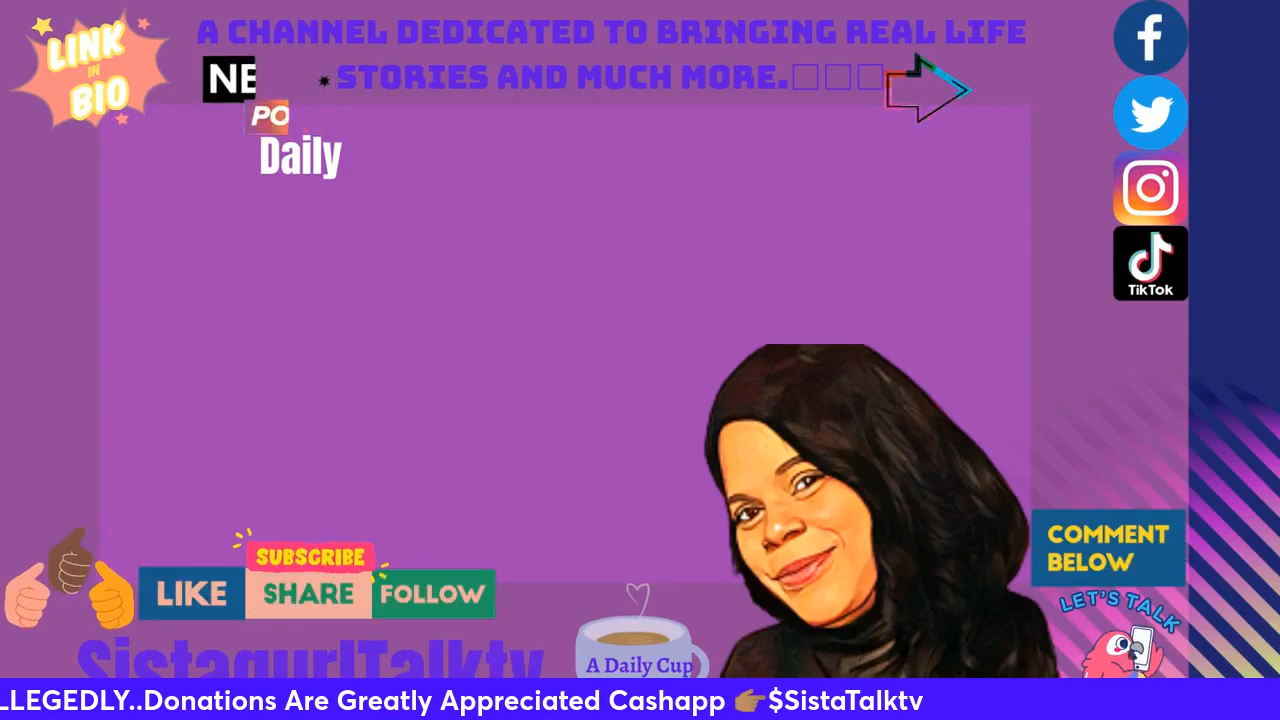 LINK
IN
BIO
A CHANNEL DEDICATED TO BRINGING REAL LIFE
STORIES AND MUCH MORE.
NE
PO
Daily
TikTok
COMMENT
BELOW
LET'S TALK
SUBSCRIBE
LIKE
SHARE
FOLLOW
SistagurlTalktv
A Daily Cup
LLEGEDLY..Donations Are Greatly Appreciated Cashapp 👉🏽$SistaTalktv